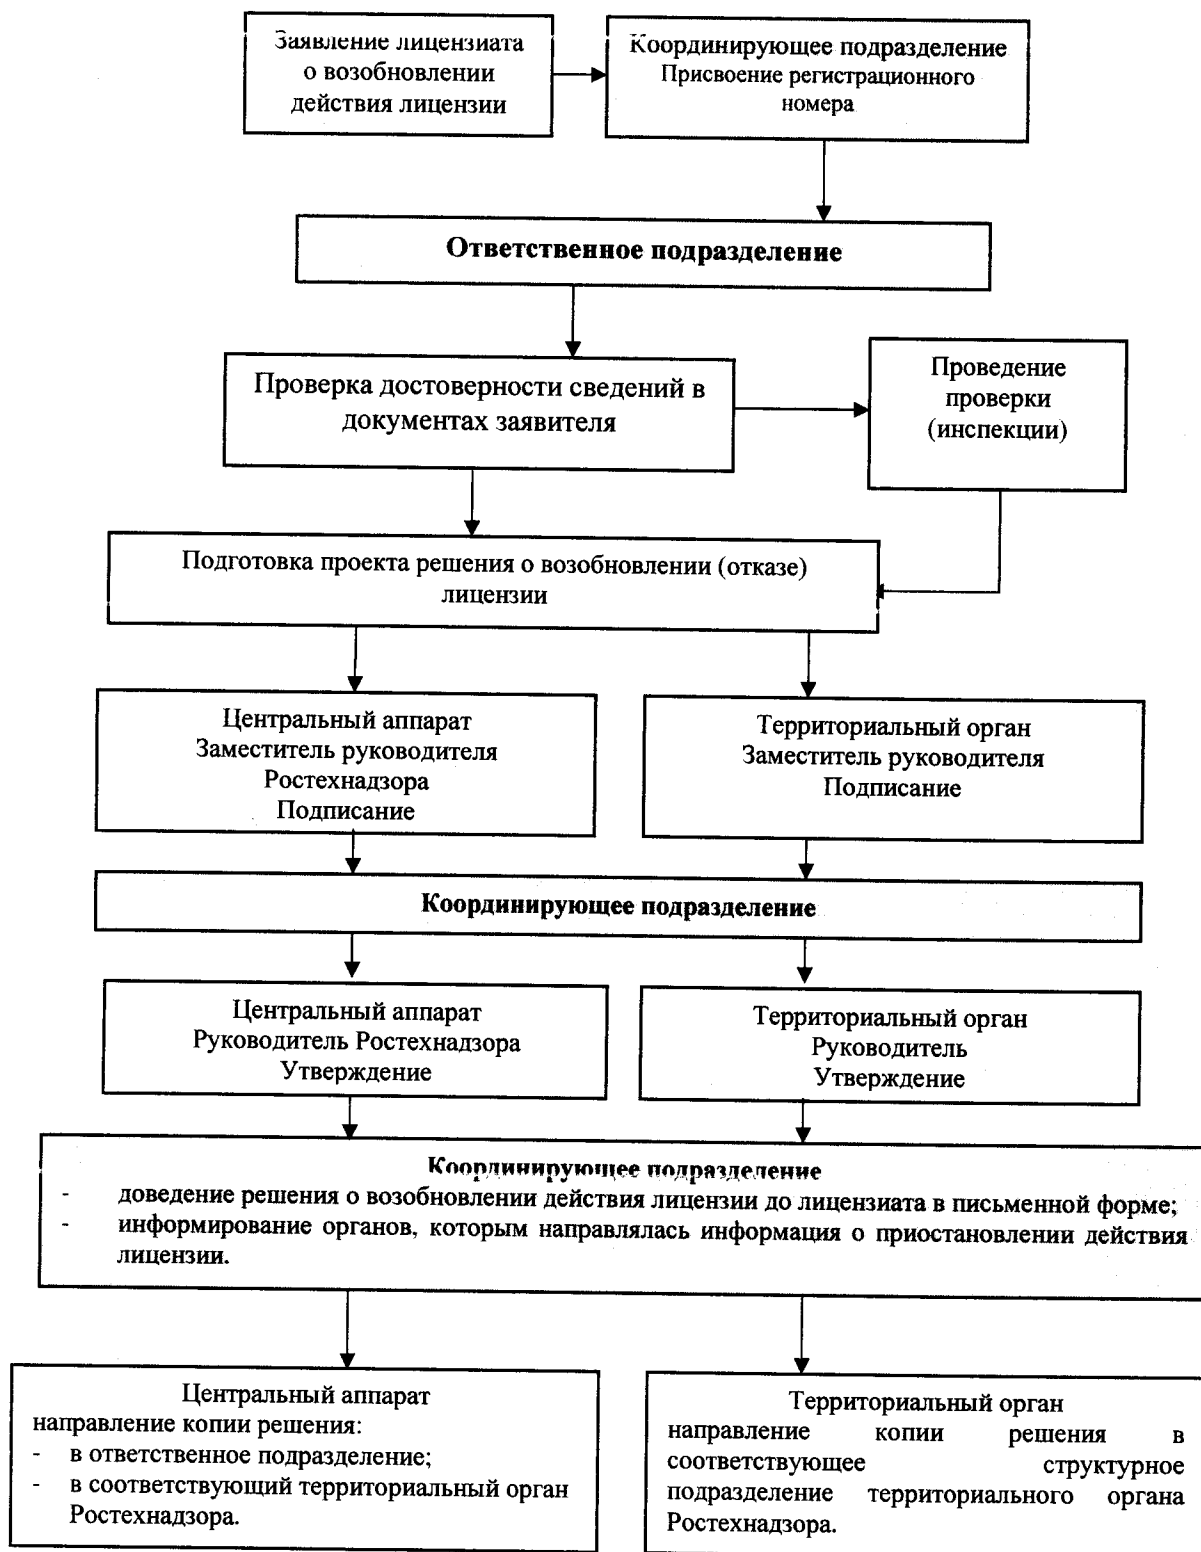 Заявление лицензиата
о возобновлении
действия лицензии
Координирующее подразделение
Присвоение регистрационного
номера
Ответственное подразделение
Проверка достоверности сведений в
документах заявителя
Проведение
проверки
(инспекции)
Подготовка проекта решения о возобновлении (отказе)
лицензии
Центральный аппарат
Заместитель руководителя
Ростехнадзора
Подписание
Территориальный орган
Заместитель руководителя
Подписание
Координирующее подразделение
Центральный аппарат
Руководитель Ростехнадзора
Утверждение
Территориальный орган
Руководитель
Утверждение
Координирующее подразделение
- доведение решения о возобновлении действия лицензии до лицензиата в письменной форме;
- информирование органов, которым направлялась информация о приостановлении действия
лицензии.
Центральный аппарат
направление копии решения:
- в ответственное подразделение;
- в соответствующий территориальный орган
Ростехнадзора.
Территориальный орган
направление копии решения в
соответствующее структурное
подразделение территориального органа
Ростехнадзора.